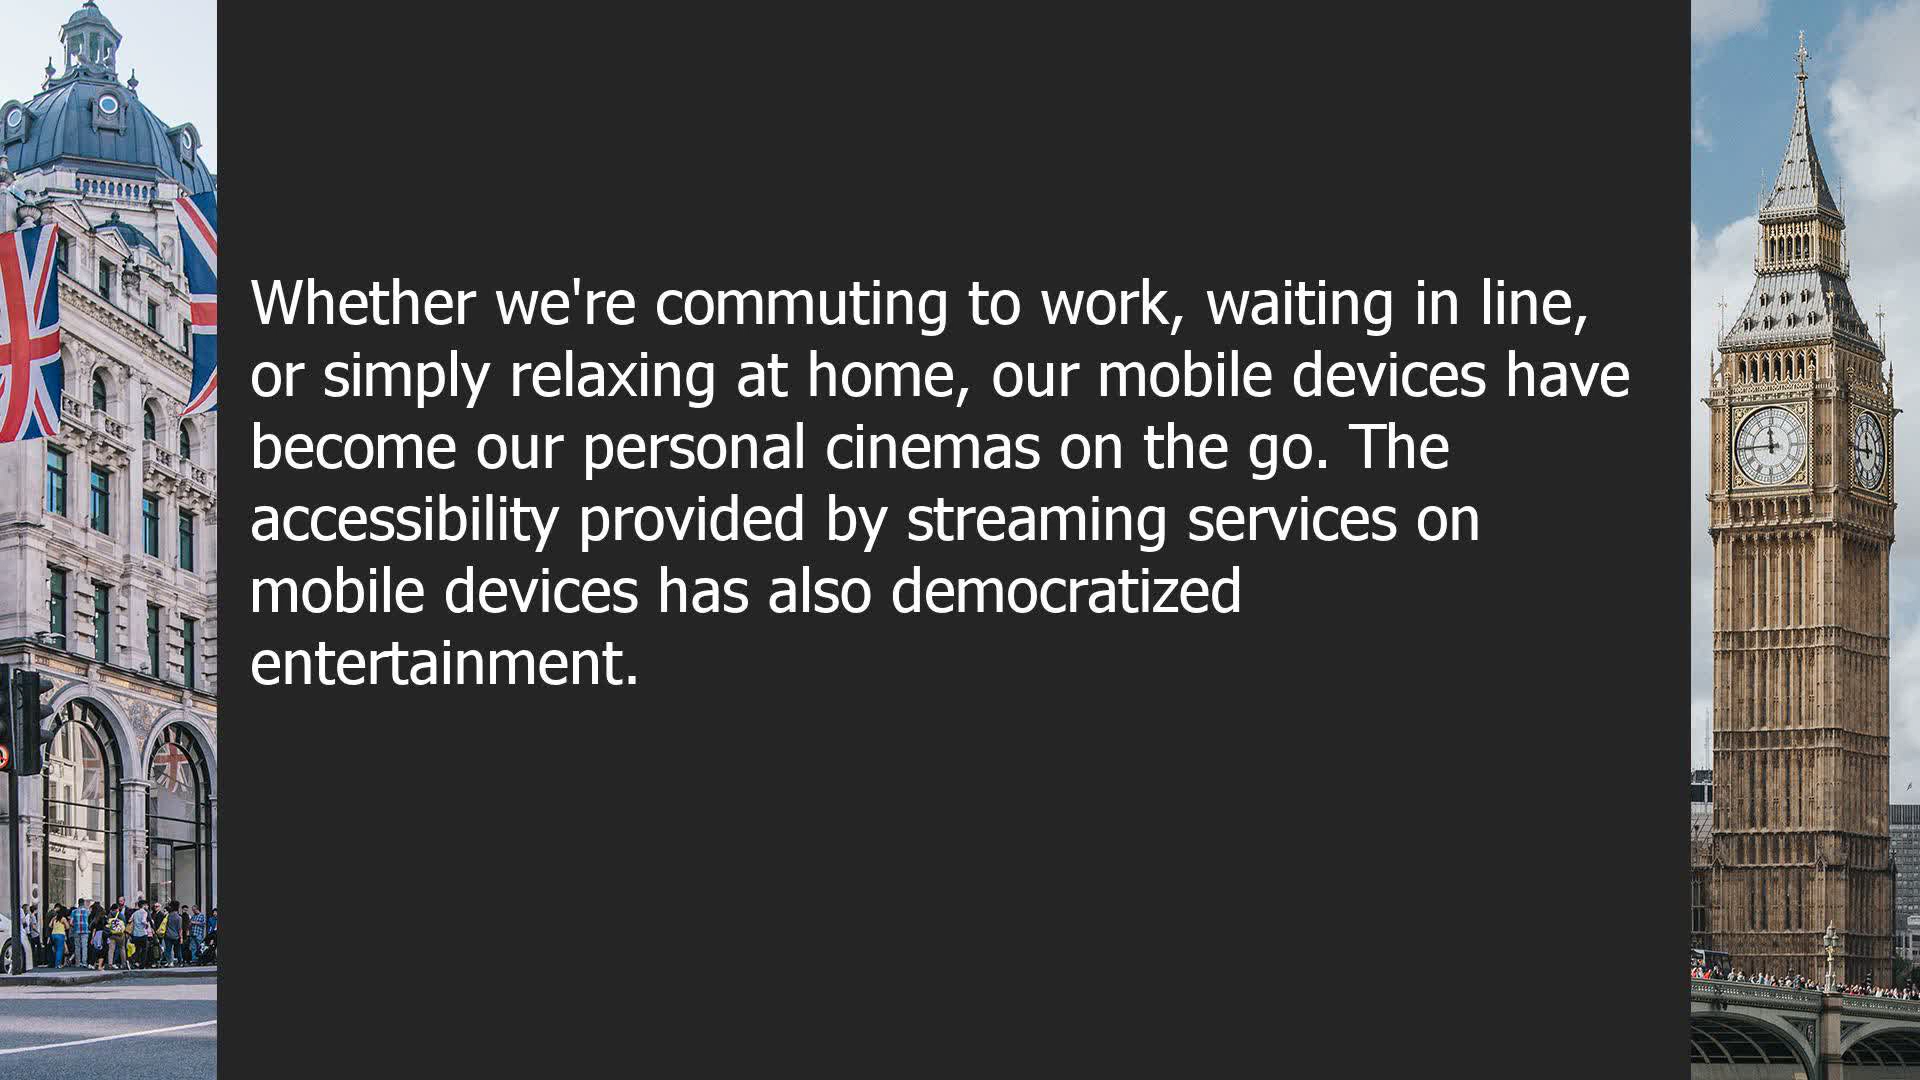 Whether we're commuting to work, waiting in line,
or simply relaxing at home, our mobile devices have
become our personal cinemas on the go. The
accessibility provided by streaming services on
mobile devices has also democratized
entertainment.